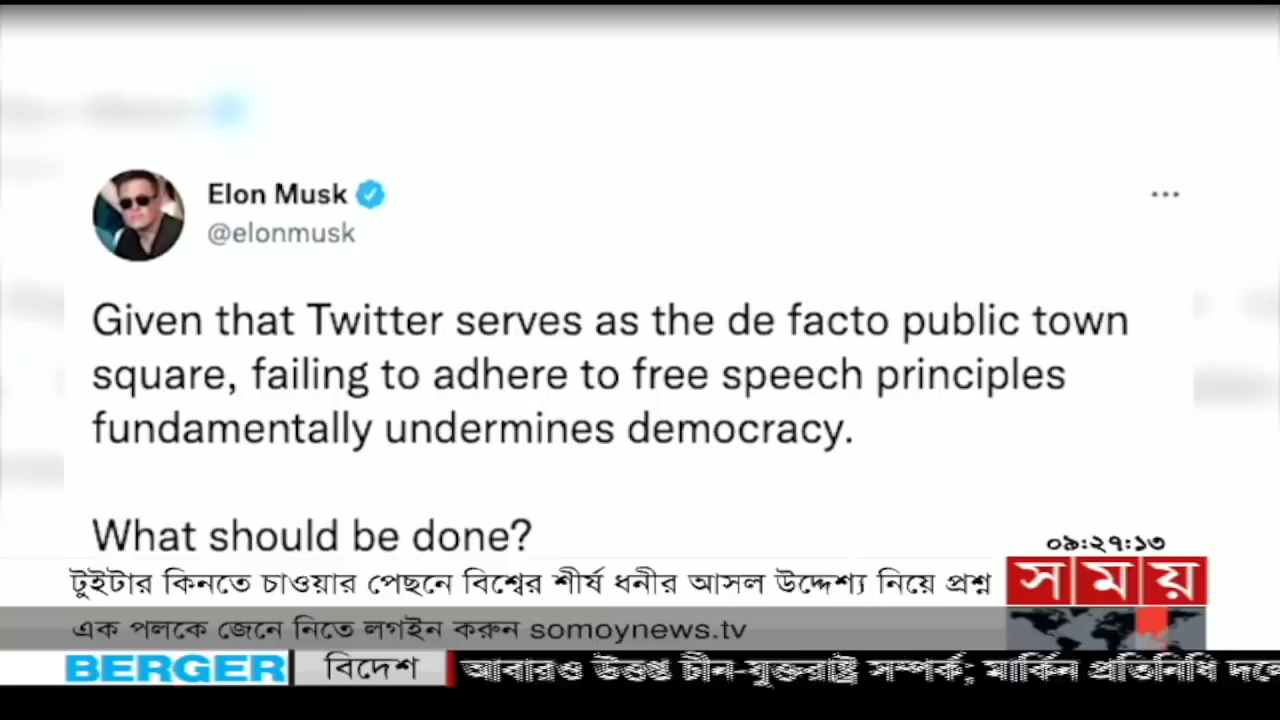 Elon Musk
@elonmusk
Given that Twitter serves as the de facto public town
square, failing to adhere to free speech principles
fundamentally undermines democracy.
What should be done?
০৯:২৭:১৩
টুইটার কিনতে চাওয়ার পেছনে বিশ্বের শীর্ষ ধনীর আসল উদ্দেশ্য নিয়ে প্রশ্ন
সময়
এক পলকে জেনে নিতে লগইন করুন somoynews.tv
BERGER বিদেশ আবারও উত্তপ্ত চীন-যুক্তরাষ্ট্র সম্পর্ক; মার্কিন প্রতিনিধি